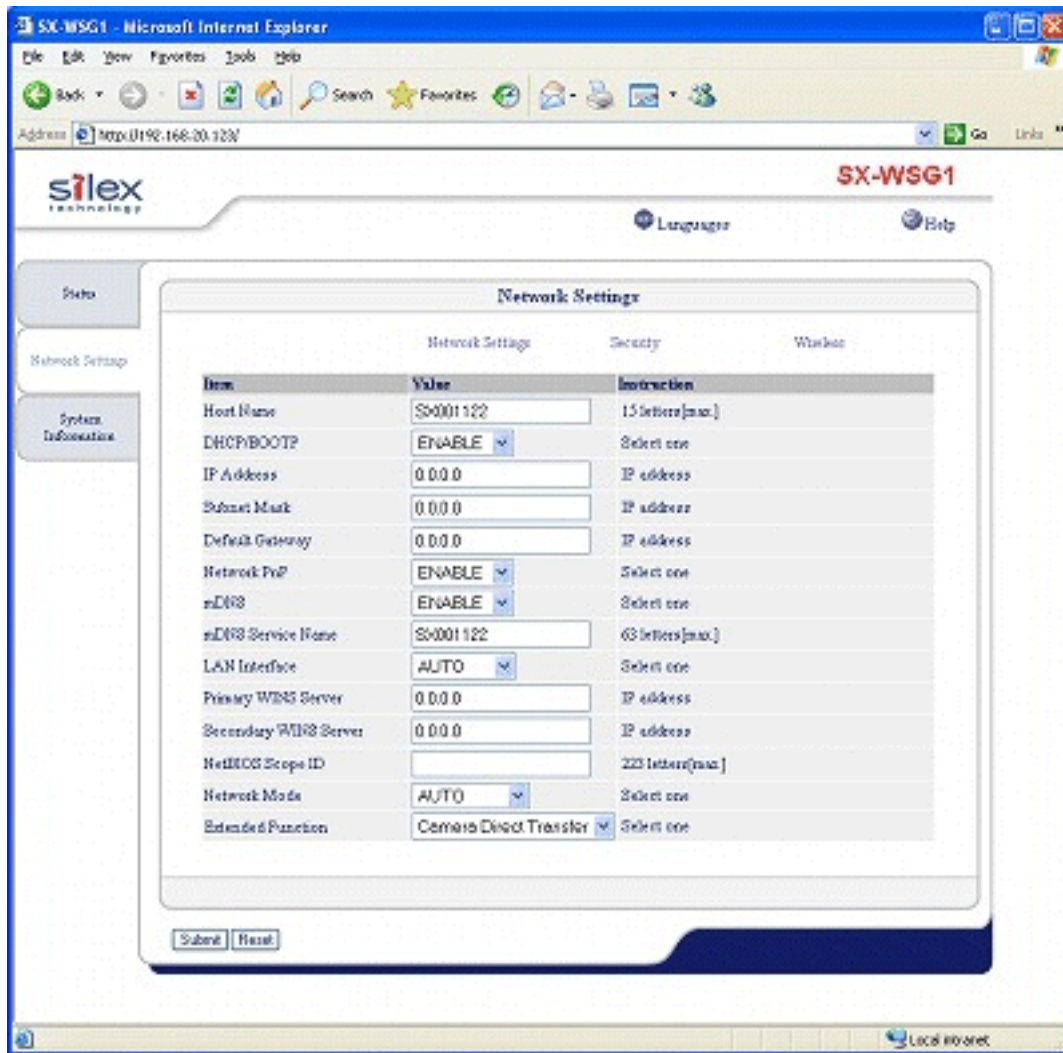 SX-WSG1 - Microsoft Internet Explorer
File Edit View Favorites Tools Help
Back Search Favorites
Address http://192.168.20.123/ Go Links »
silex technology
SX-WSG1
Languages Help
Status
Network Settings
System Information
Network Settings
Network Settings Security Wireless
Item Value Instruction
Host Name SX001122 15 letters[max.]
DHCP/BOOTP ENABLE Select one
IP Address 0.0.0.0 IP address
Subnet Mask 0.0.0.0 IP address
Default Gateway 0.0.0.0 IP address
Network PnP ENABLE Select one
mDNS ENABLE Select one
mDNS Service Name SX001122 63 letters[max.]
LAN Interface AUTO Select one
Primary WINS Server 0.0.0.0 IP address
Secondary WINS Server 0.0.0.0 IP address
NetBIOS Scope ID 223 letters[max.]
Network Mode AUTO Select one
Extended Function Camera Direct Transfer Select one
Submit Reset
Local intranet